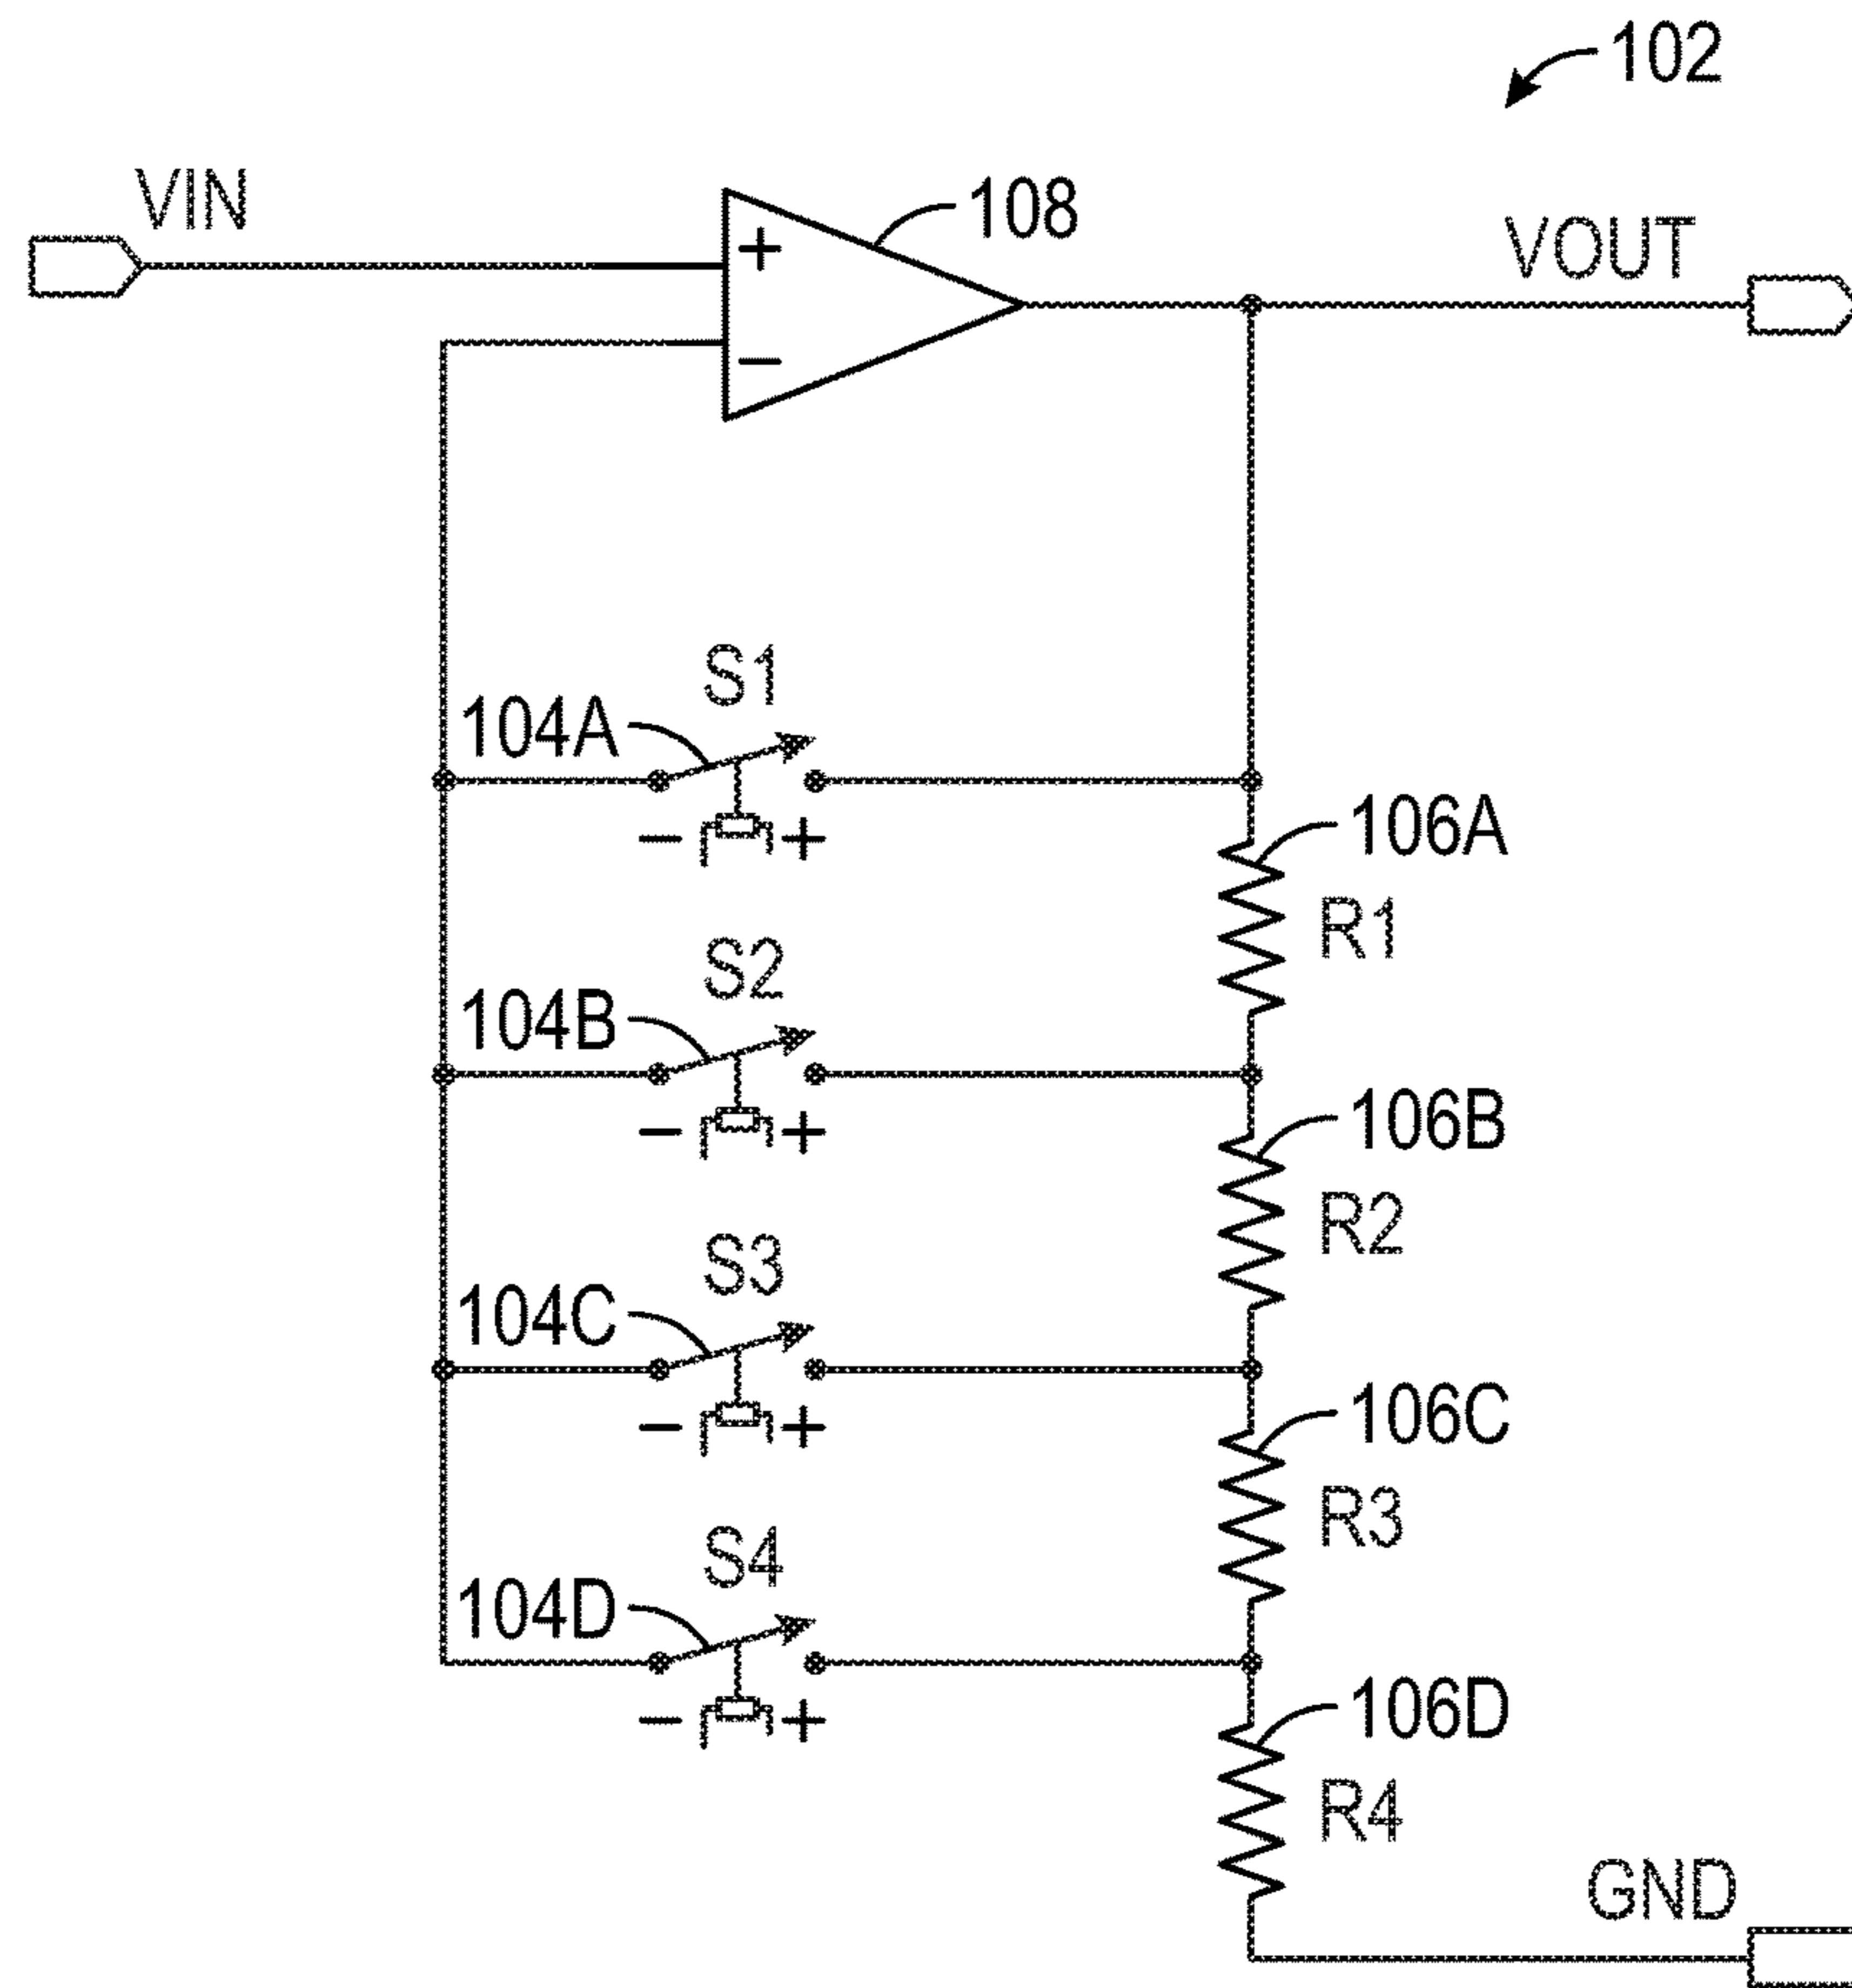 102
VIN
108
VOUT
+
−
S1
104A
− +
106A
R1
S2
104B
− +
106B
R2
S3
104C
− +
106C
R3
S4
104D
− +
106D
R4
GND